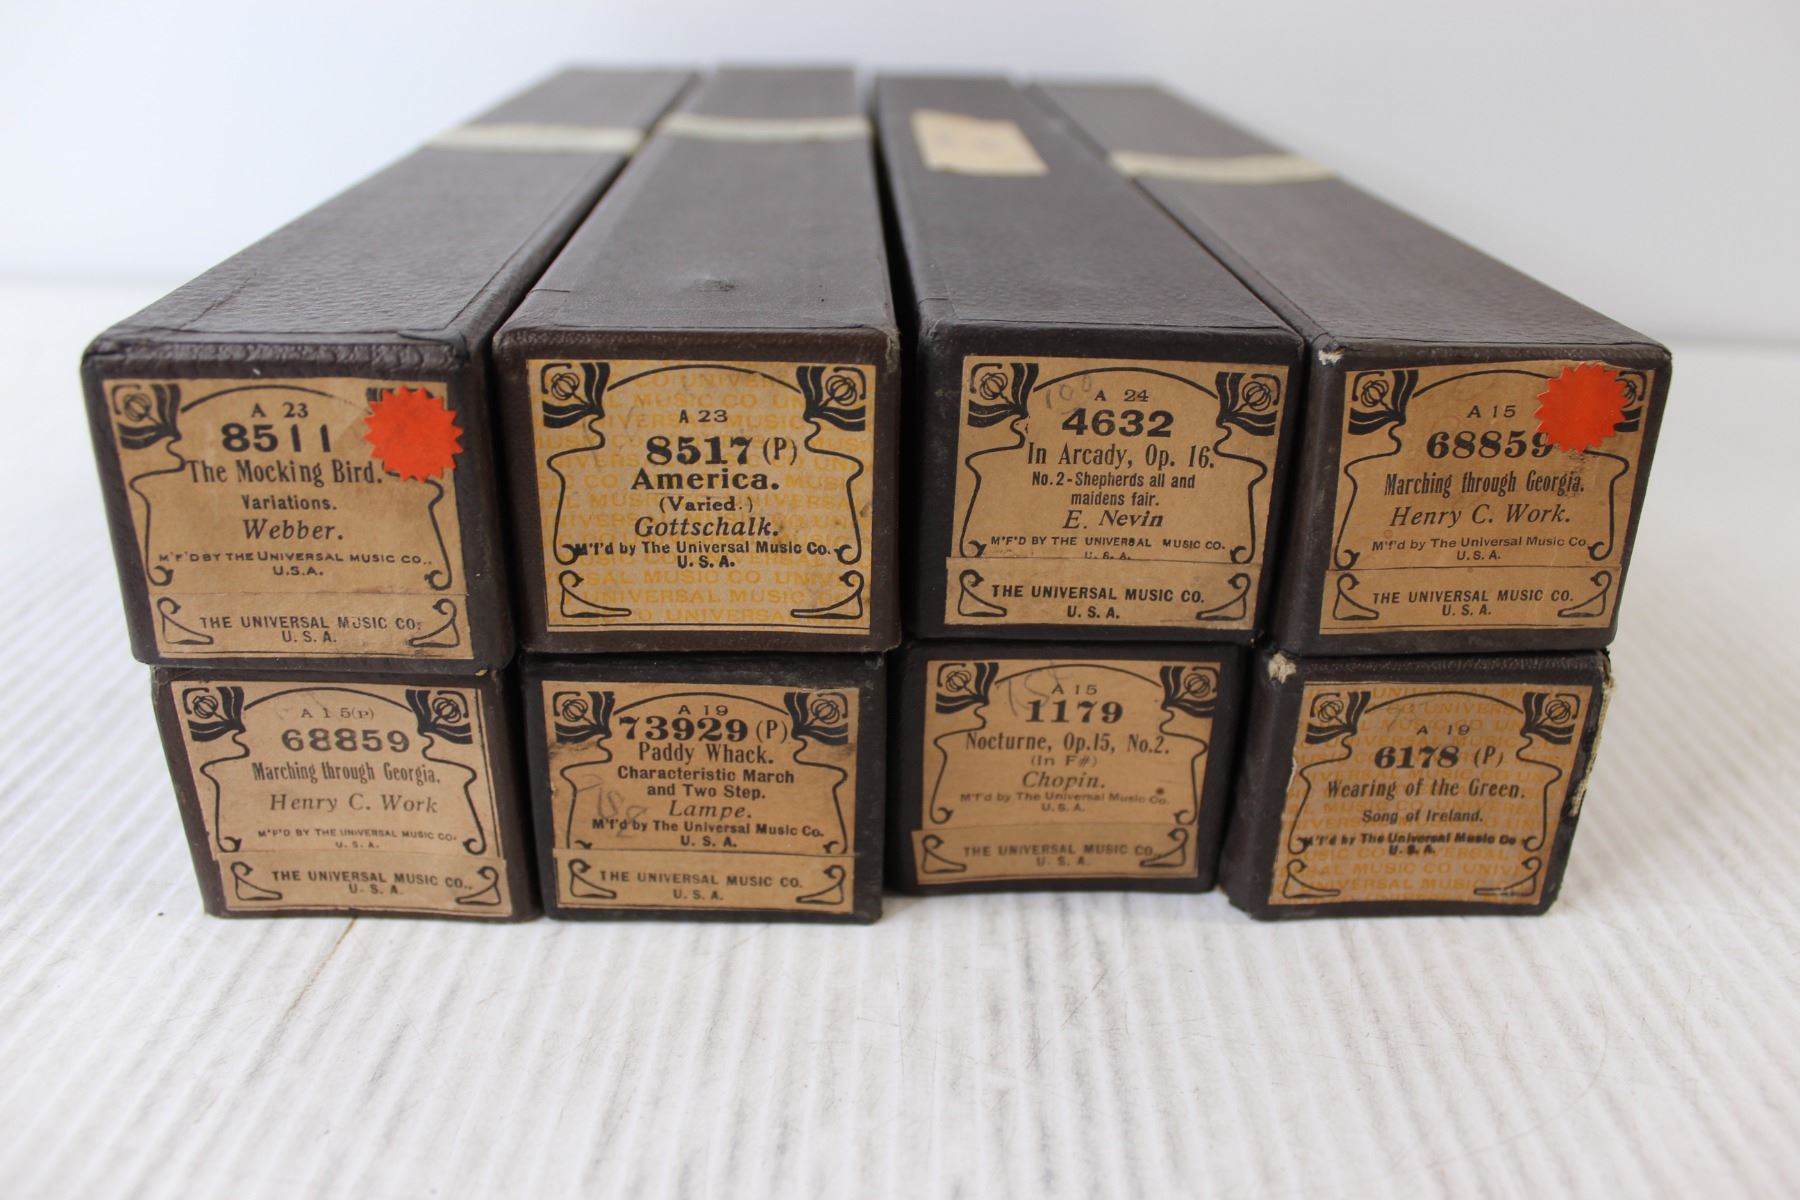 A 23
8511
The Mocking Bird.
Variations.
Webber.
M'F'D BY THE UNIVERSAL MUSIC CO.,
U.S.A.
THE UNIVERSAL MUSIC CO.
U. S. A.
A 23
8517 (P)
America.
(Varied.)
Gottschalk.
M'f'd by The Universal Music Co.
U. S. A.
A 24
4632
In Arcady, Op. 16.
No. 2-Shepherds all and
maidens fair.
E. Nevin
M'F'D BY THE UNIVERSAL MUSIC CO.
U. S. A.
THE UNIVERSAL MUSIC CO.
U. S. A.
A 15
68859
Marching through Georgia.
Henry C. Work.
M'f'd by The Universal Music Co.
U. S. A.
THE UNIVERSAL MUSIC CO.
U. S. A.
A 15(P)
68859
Marching through Georgia.
Henry C. Work
M'F'D BY THE UNIVERSAL MUSIC CO.
U. S. A.
THE UNIVERSAL MUSIC CO.,
U. S. A.
A 19
73929 (P)
Paddy Whack.
Characteristic March
and Two Step.
Lampe.
M'f'd by The Universal Music Co.
U. S. A.
THE UNIVERSAL MUSIC CO.
U. S. A.
A 15
1179
Nocturne, Op. 15, No. 2.
(In F#)
Chopin.
M'f'd by The Universal Music Co.
U. S. A.
THE UNIVERSAL MUSIC CO.
U. S. A.
A 19
6178 (P)
Wearing of the Green.
Song of Ireland.
M'f'd by The Universal Music Co
U. S. A.